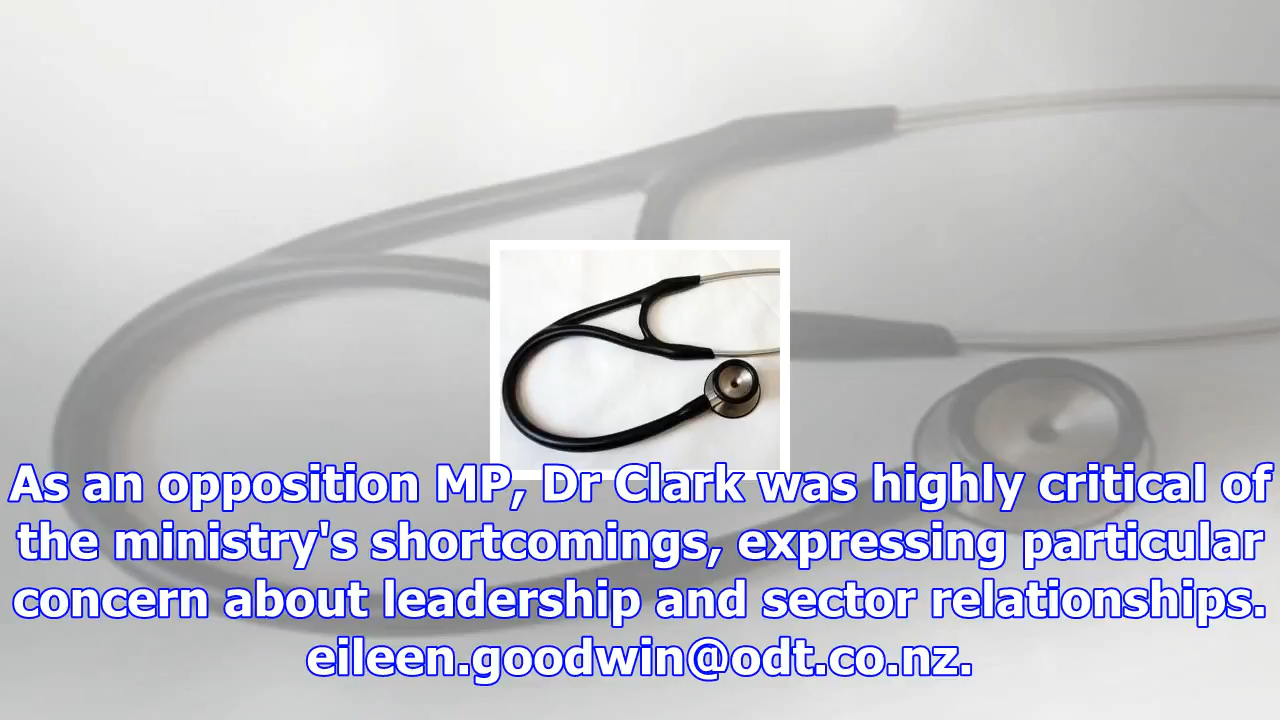 As an opposition MP, Dr Clark was highly critical of
the ministry's shortcomings, expressing particular
concern about leadership and sector relationships.
eileen.goodwin@odt.co.nz.